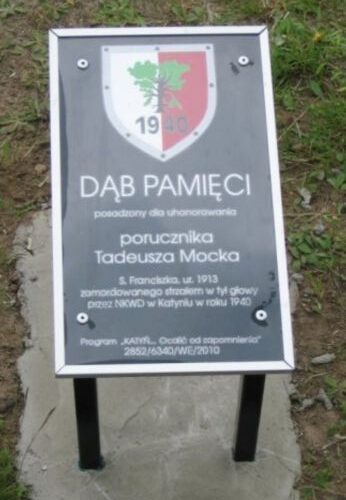 1940
DĄB PAMIĘCI
posadzony dla uhonorowania
porucznika
Tadeusza Mocka
S. Franciszka, ur. 1913
zamordowanego strzałem w tył głowy
przez NKWD w Katyniu w roku 1940
Program „KATYŃ... Ocalić od zapomnienia"
2852/6340/WE/2010